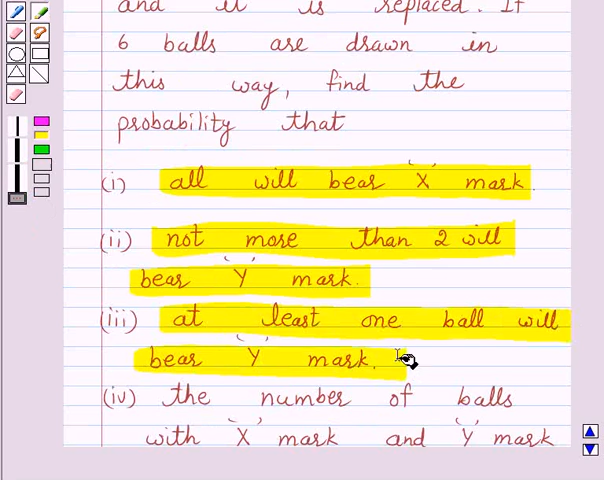 and it is replaced. If
6 balls are drawn in
this way, find the
probability that
(i) all will bear 'X' mark.
(ii) not more than 2 will
bear 'Y' mark.
(iii) at least one ball will
bear 'Y' mark.
(iv) the number of balls
with 'X' mark and 'Y' mark